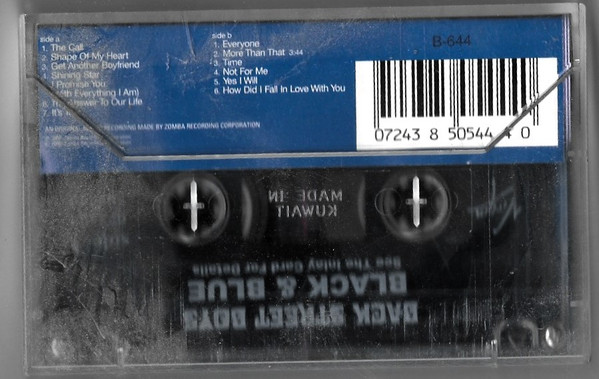 side a
1. The Call
2. Shape Of My Heart
3. Get Another Boyfriend
4. Shining Star
I Promise You
With Everything I Am)
6. The Answer To Our Life
7. It's
AN ORIGINAL RECORDING MADE BY ZOMBA RECORDING CORPORATION
side b
1. Everyone
2. More Than That 3:44
3. Time
4. Not For Me
5. Yes I Will
6. How Did I Fall In Love With You
B-644
07243 8 50544 4 0
MADE IN
KUWAIT
BACK STREET BOYS
BLACK & BLUE
See The Inlay Card For Details